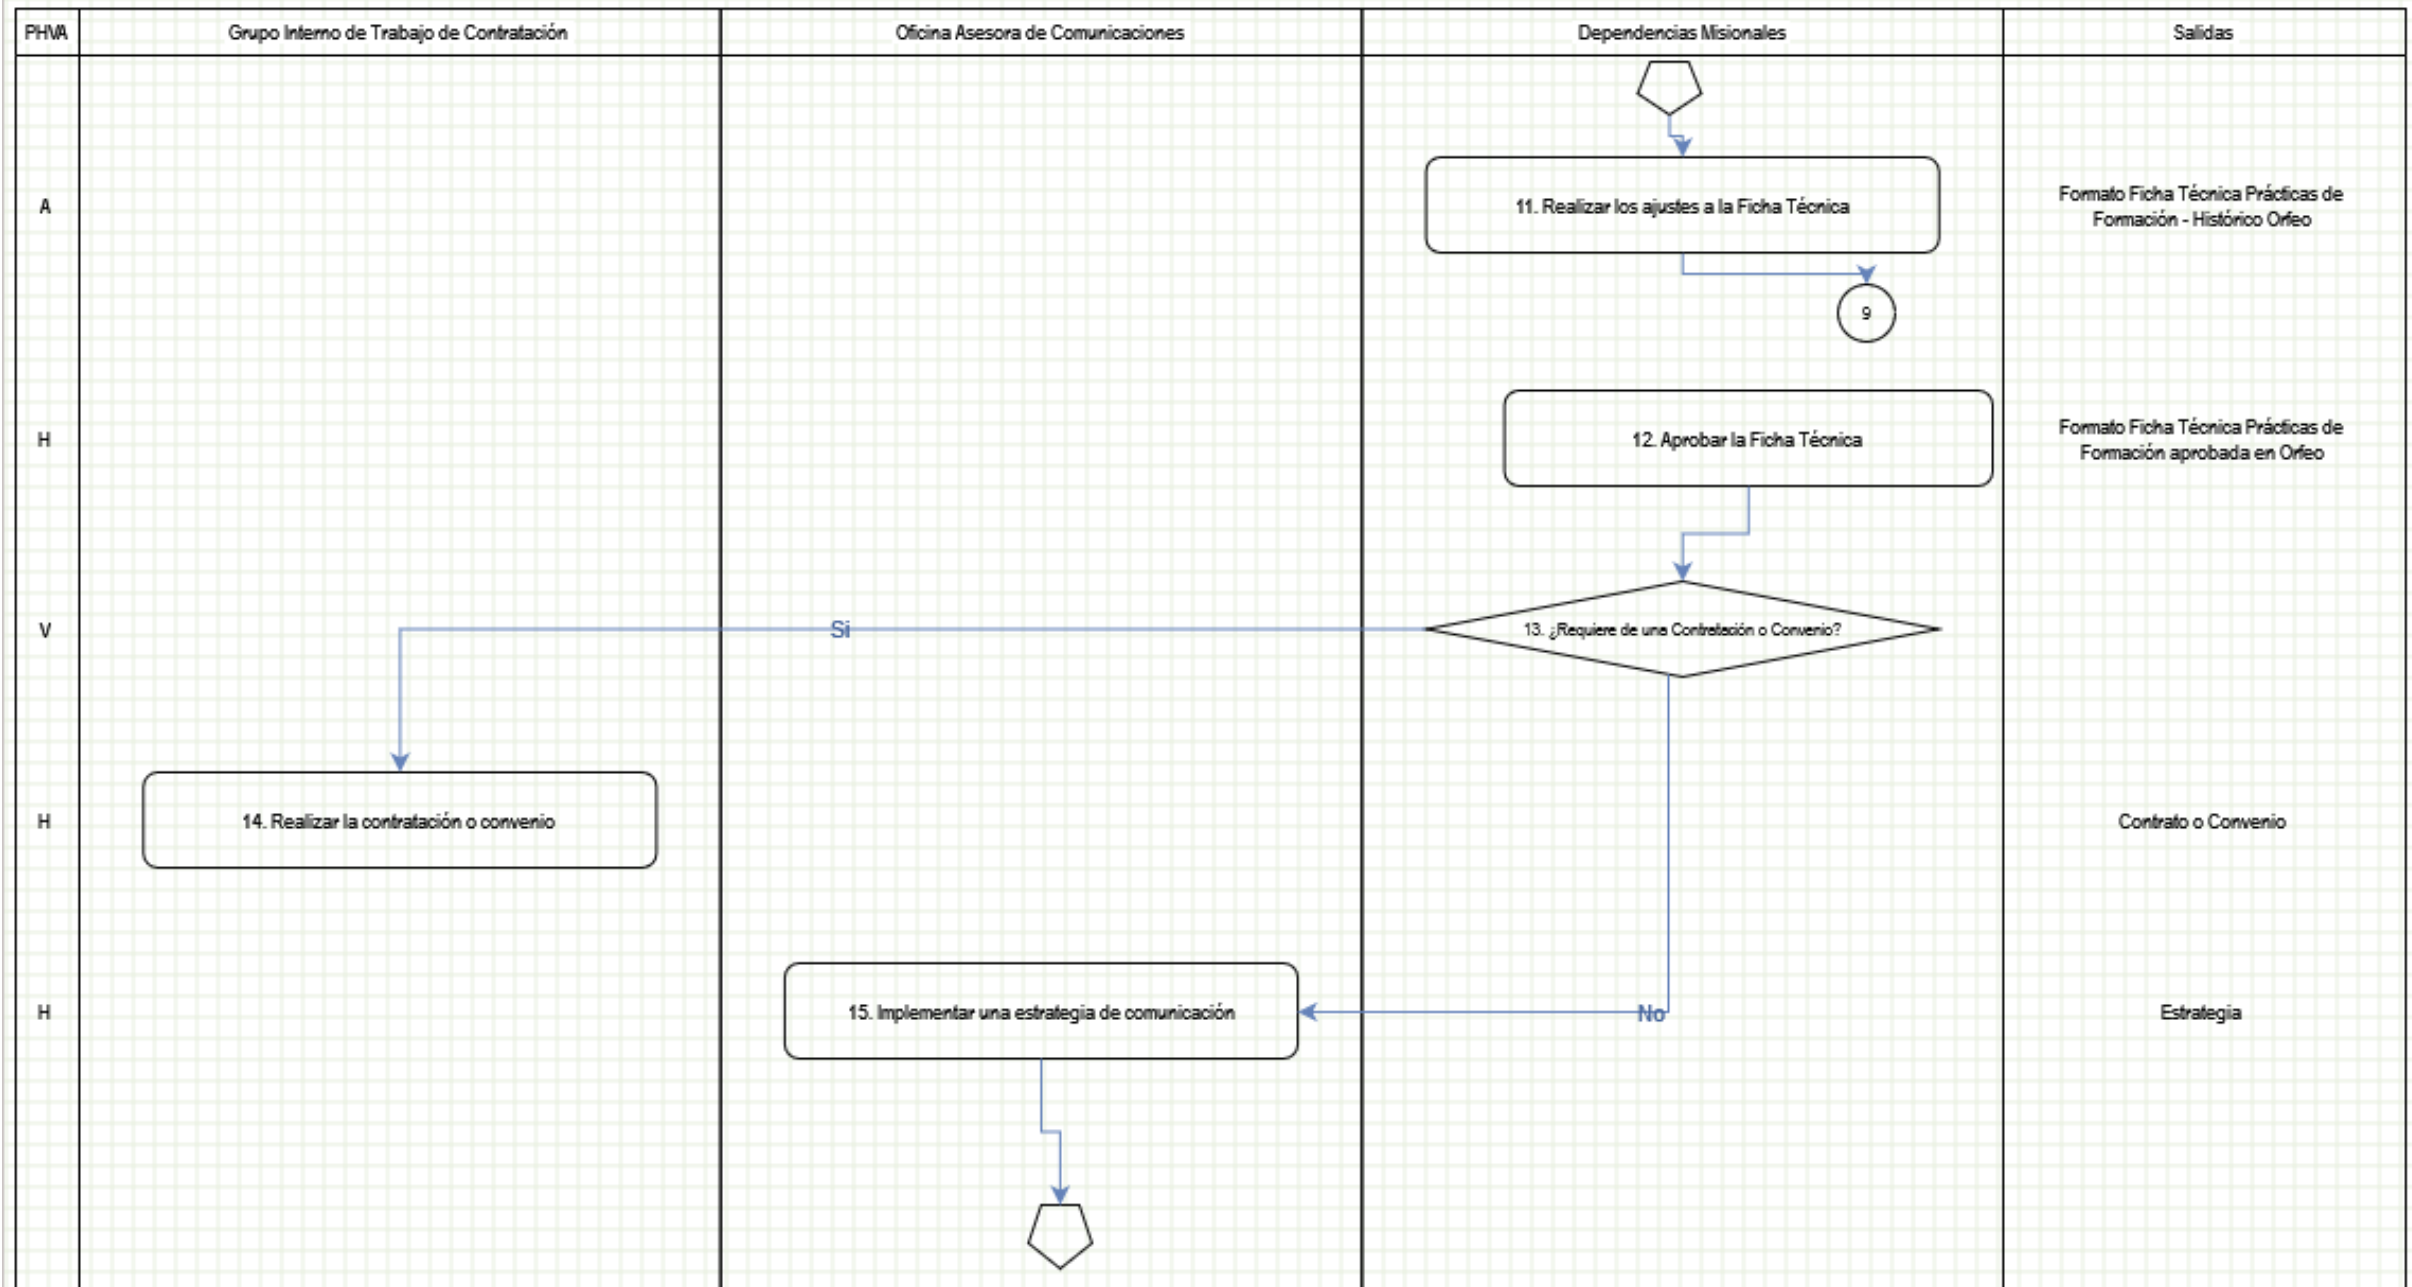 PHVA
Grupo Interno de Trabajo de Contratación
Oficina Asesora de Comunicaciones
Dependencias Misionales
Salidas
A
11. Realizar los ajustes a la Ficha Técnica
Formato Ficha Técnica Prácticas de
Formación - Histórico Orfeo
9
H
12. Aprobar la Ficha Técnica
Formato Ficha Técnica Prácticas de
Formación aprobada en Orfeo
V
Si
13. ¿Requiere de una Contratación o Convenio?
H
14. Realizar la contratación o convenio
Contrato o Convenio
H
15. Implementar una estrategia de comunicación
No
Estrategia